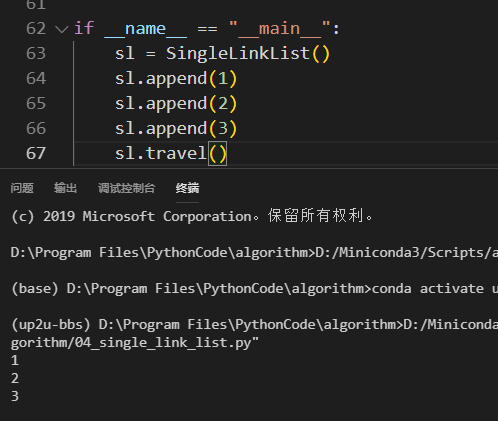 61
62 if __name__ == "__main__":
63 sl = SingleLinkList()
64 sl.append(1)
65 sl.append(2)
66 sl.append(3)
67 sl.travel()
问题 输出 调试控制台 终端
(c) 2019 Microsoft Corporation。保留所有权利。
D:\Program Files\PythonCode\algorithm>D:/Miniconda3/Scripts/a
(base) D:\Program Files\PythonCode\algorithm>conda activate u
(up2u-bbs) D:\Program Files\PythonCode\algorithm>D:/Miniconda
gorithm/04_single_link_list.py"
1
2
3